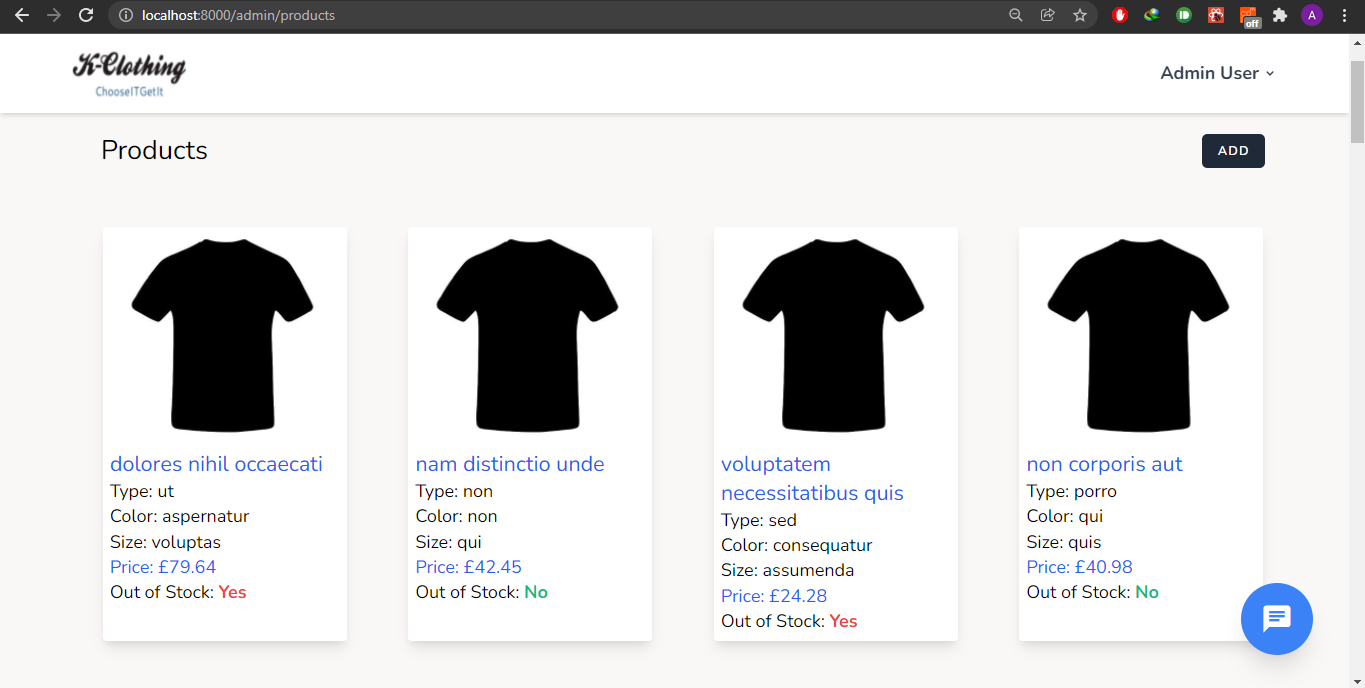 localhost:8000/admin/products
off
A
K-Clothing
ChooseITGetIt
Admin User
Products
ADD
dolores nihil occaecati
Type: ut
Color: aspernatur
Size: voluptas
Price: £79.64
Out of Stock: Yes
nam distinctio unde
Type: non
Color: non
Size: qui
Price: £42.45
Out of Stock: No
voluptatem
necessitatibus quis
Type: sed
Color: consequatur
Size: assumenda
Price: £24.28
Out of Stock: Yes
non corporis aut
Type: porro
Color: qui
Size: quis
Price: £40.98
Out of Stock: No